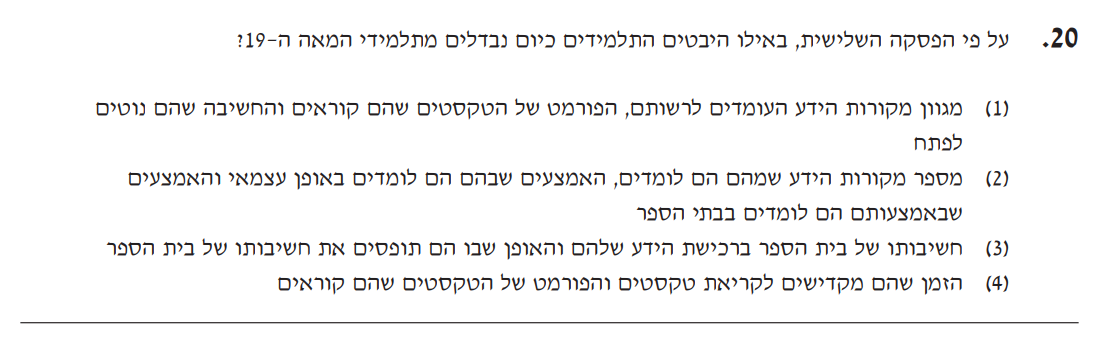 20. על פי הפסקה השלישית, באילו היבטים התלמידים כיום נבדלים מתלמידי המאה ה-19?
(1) מגוון מקורות הידע העומדים לרשותם, הפורמט של הטקסטים שהם קוראים והחשיבה שהם נוטים
לפתח
(2) מספר מקורות הידע שמהם הם לומדים, האמצעים שבהם הם לומדים באופן עצמאי והאמצעים
שבאמצעותם הם לומדים בבתי הספר
(3) חשיבותו של בית הספר ברכישת הידע שלהם והאופן שבו הם תופסים את חשיבותו של בית הספר
(4) הזמן שהם מקדישים לקריאת טקסטים והפורמט של הטקסטים שהם קוראים